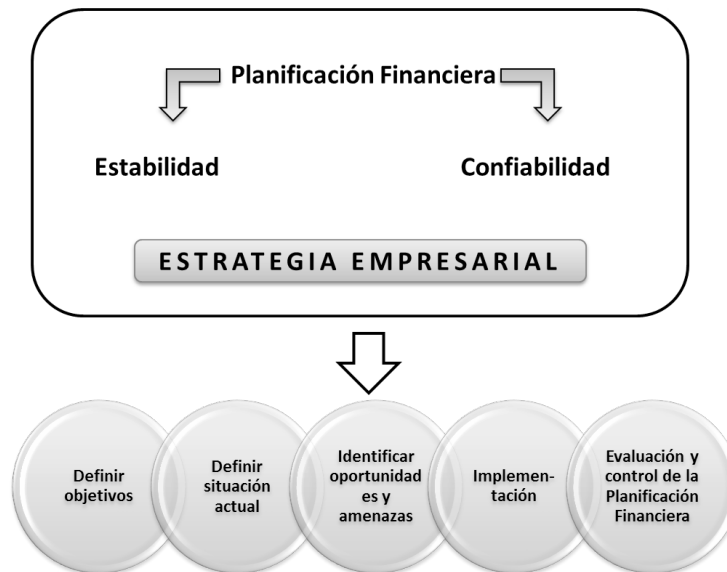 Planificación Financiera
Estabilidad
Confiabilidad
ESTRATEGIA EMPRESARIAL
Definir
objetivos
Definir
situación
actual
Identificar
oportunidad
es y
amenazas
Implemen-
tación
Evaluación y
control de la
Planificación
Financiera